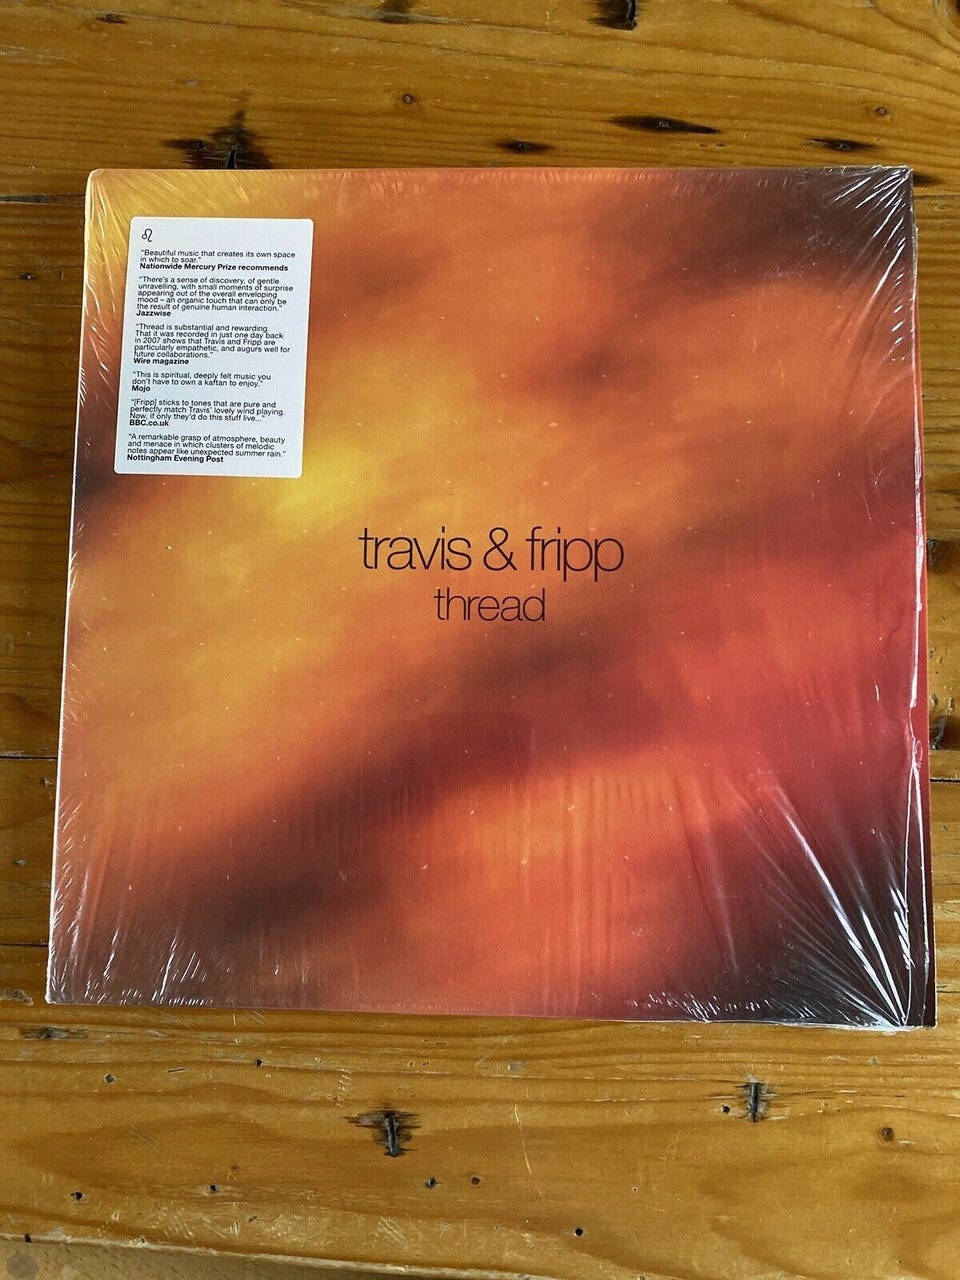 "Beautiful music that creates its own space
in which to soar."
Nationwide Mercury Prize recommends
"There's a sense of discovery, of gentle
unravelling, with small moments of surprise
appearing out of the overall enveloping
mood – an organic touch that can only be
the result of genuine human interaction."
Jazzwise
"Thread is substantial and rewarding.
That it was recorded in just one day back
in 2007 shows that Travis and Fripp are
particularly empathetic, and augurs well for
future collaborations."
Wire magazine
"This is spiritual, deeply felt music you
don't have to own a kaftan to enjoy."
Mojo
"[Fripp] sticks to tones that are pure and
perfectly match Travis' lovely wind playing.
Now, if only they'd do this stuff live..."
BBC.co.uk
"A remarkable grasp of atmosphere, beauty
and menace in which clusters of melodic
notes appear like unexpected summer rain."
Nottingham Evening Post
travis & fripp
thread